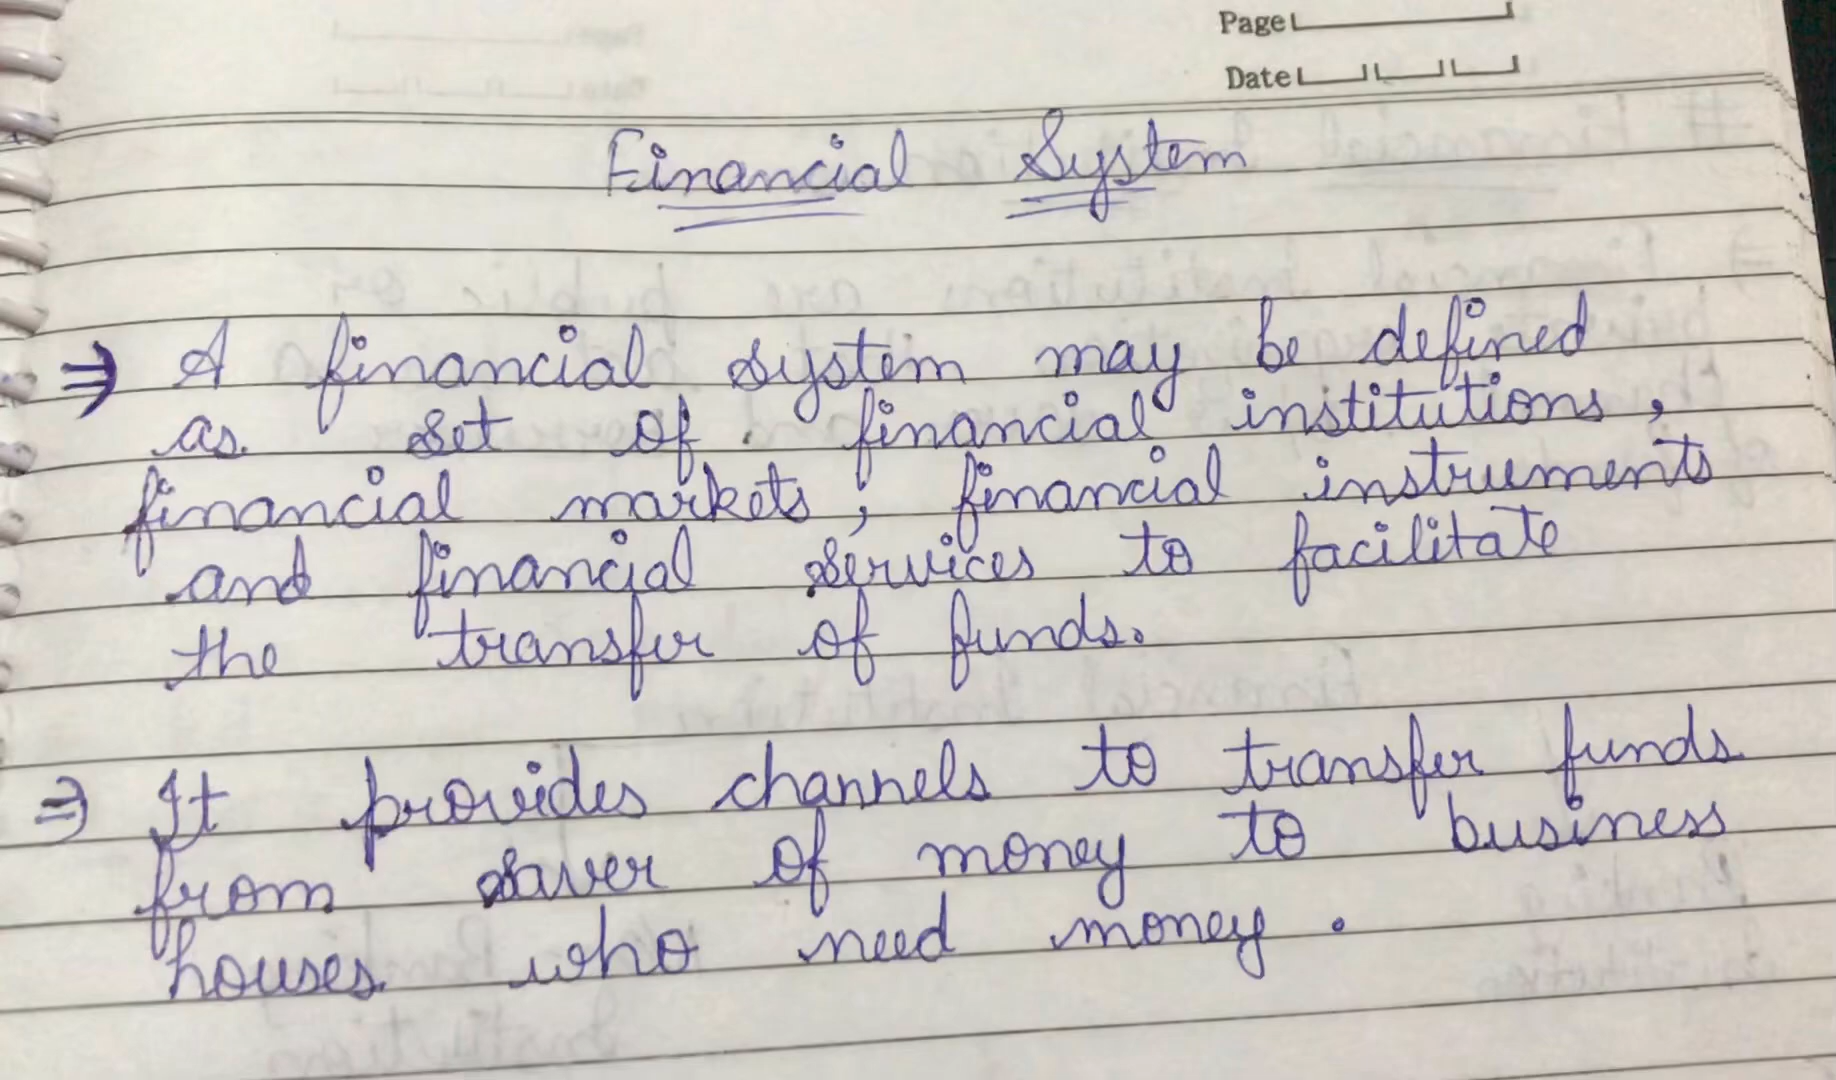 Page
Date
Financial System
⇒ A financial system may be defined
as set of financial institutions,
financial markets, financial instruments
and financial services to facilitate
the transfer of funds.
⇒ It provides channels to transfer funds
from saver of money to business
houses who need money.